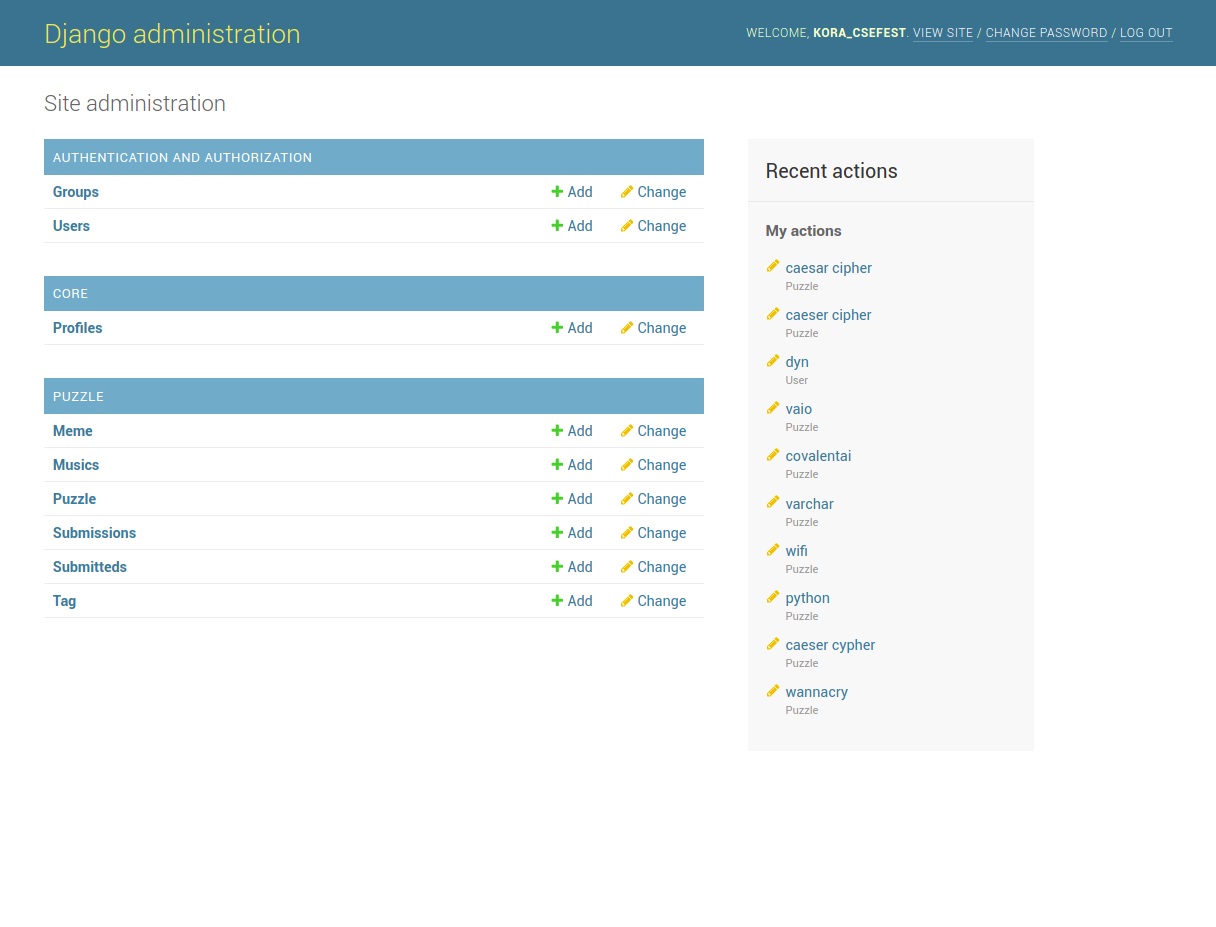 Django administration
WELCOME, KORA_CSEFEST. VIEW SITE / CHANGE PASSWORD / LOG OUT
Site administration
AUTHENTICATION AND AUTHORIZATION
Groups Add Change
Users Add Change
CORE
Profiles Add Change
PUZZLE
Meme Add Change
Musics Add Change
Puzzle Add Change
Submissions Add Change
Submitteds Add Change
Tag Add Change
Recent actions
My actions
caesar cipher
Puzzle
caeser cipher
Puzzle
dyn
User
vaio
Puzzle
covalentai
Puzzle
varchar
Puzzle
wifi
Puzzle
python
Puzzle
caeser cypher
Puzzle
wannacry
Puzzle